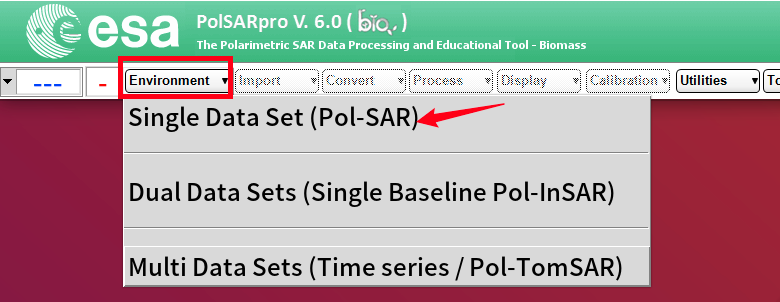 esa
PolSARpro V. 6.0 ( bio )
The Polarimetric SAR Data Processing and Educational Tool - Biomass
--- - Environment Import Convert Process Display Calibration Utilities To
Single Data Set (Pol-SAR)
Dual Data Sets (Single Baseline Pol-InSAR)
Multi Data Sets (Time series / Pol-TomSAR)